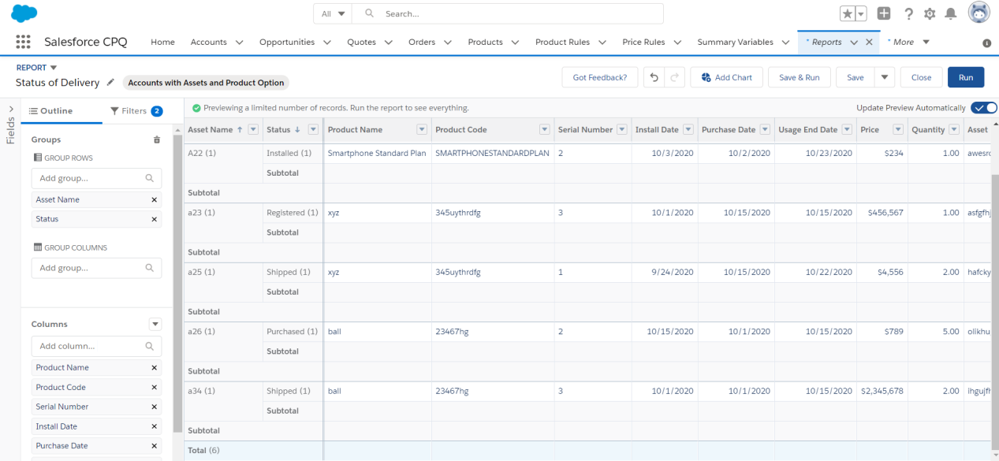 All
Search...
Salesforce CPQ Home Accounts Opportunities Quotes Orders Products Product Rules Price Rules Summary Variables * Reports * More
REPORT
Status of Delivery Accounts with Assets and Product Option
Got Feedback? Add Chart Save & Run Save Close Run
Fields
Outline Filters 2
Groups
GROUP ROWS
Add group...
Asset Name
Status
GROUP COLUMNS
Add group...
Columns
Add column...
Product Name
Product Code
Serial Number
Install Date
Purchase Date
Previewing a limited number of records. Run the report to see everything. Update Preview Automatically
Asset Name Status Product Name Product Code Serial Number Install Date Purchase Date Usage End Date Price Quantity Asset
A22 (1) Installed (1) Smartphone Standard Plan SMARTPHONESTANDARDPLAN 2 10/3/2020 10/2/2020 10/23/2020 $234 1.00
Subtotal
Subtotal
a23 (1) Registered (1) xyz 345uythrdfg 3 10/1/2020 10/15/2020 10/15/2020 $456,567 1.00
Subtotal
Subtotal
a25 (1) Shipped (1) xyz 345uythrdfg 1 9/24/2020 10/15/2020 10/22/2020 $4,556 2.00 hafcky
Subtotal
Subtotal
a26 (1) Purchased (1) ball 23467hg 2 10/15/2020 10/1/2020 10/15/2020 $789 5.00 olikhu
Subtotal
Subtotal
a34 (1) Shipped (1) ball 23467hg 3 10/1/2020 10/1/2020 10/15/2020 $2,345,678 2.00
Subtotal
Subtotal
Total (6)